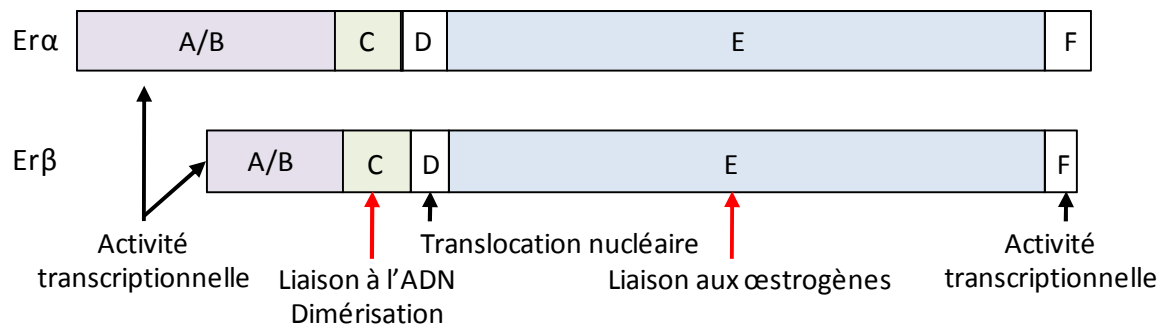 Erα A/B C D E F
Erβ A/B C D E F
Activité
transcriptionnelle
Liaison à l'ADN
Dimérisation
Translocation nucléaire
Liaison aux œstrogènes
Activité
transcriptionnelle